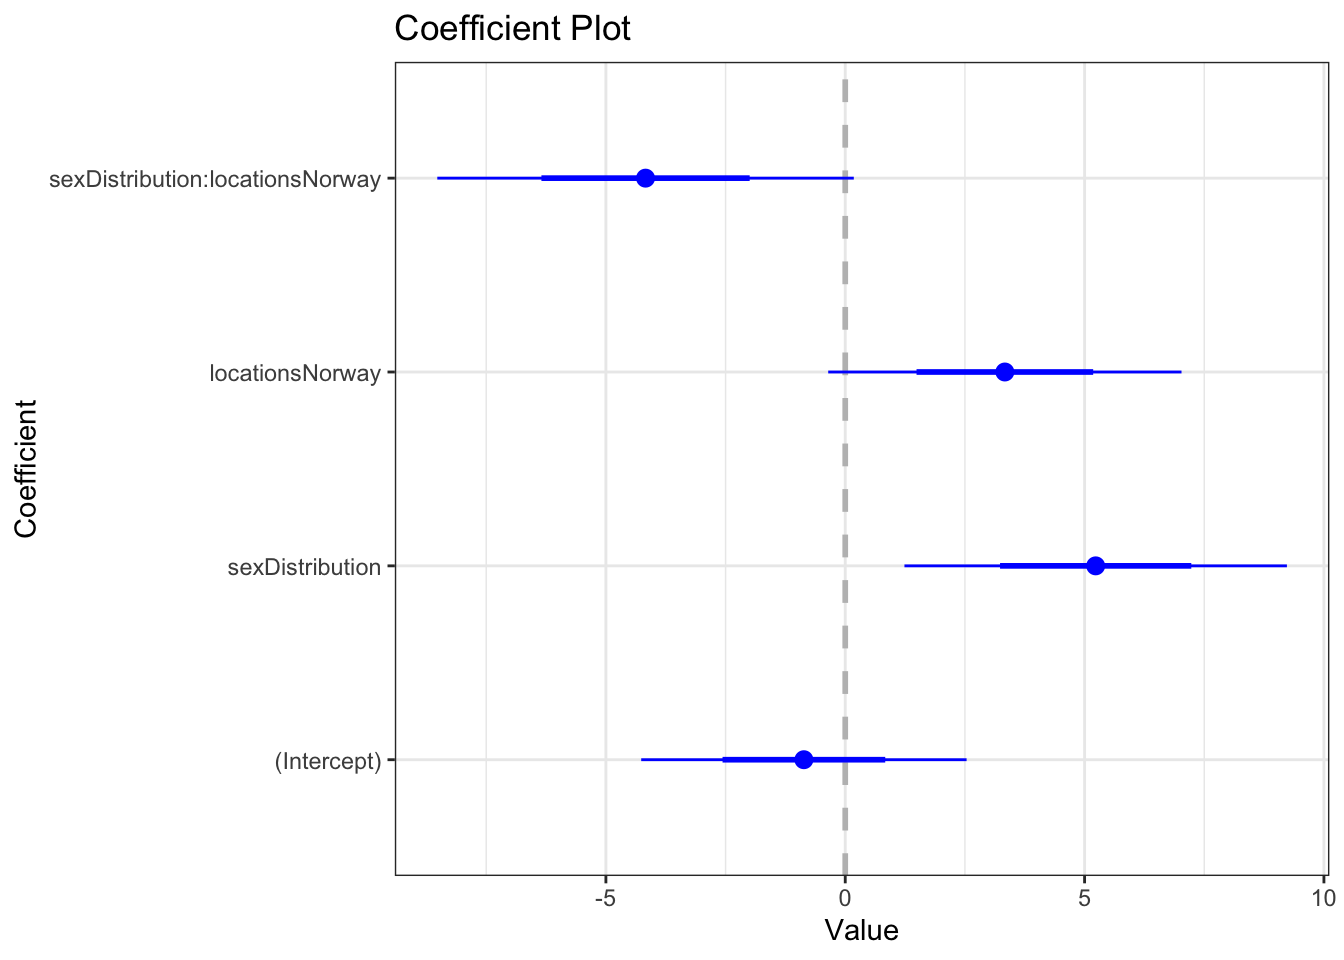 Coefficient Plot
sexDistribution:locationsNorway
locationsNorway
sexDistribution
(Intercept)
Coefficient
-5 0 5 10
Value